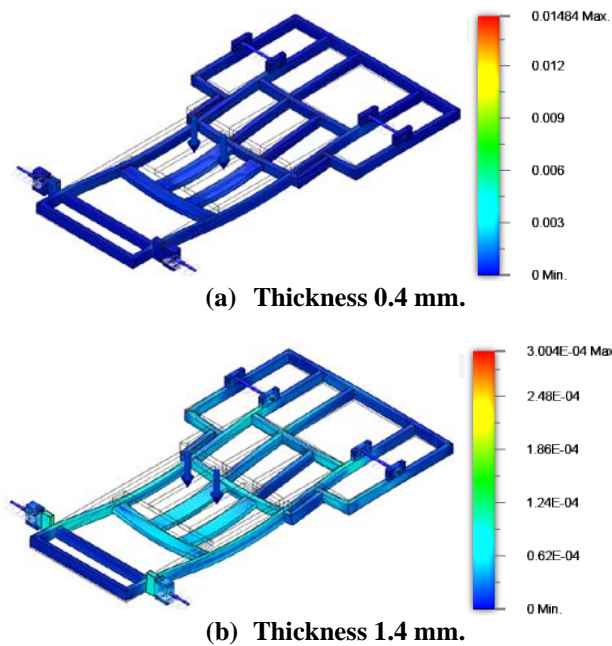 0.01484 Max.
0.012
0.009
0.006
0.003
0 Min.
(a) Thickness 0.4 mm.
3.004E-04 Max
2.48E-04
1.86E-04
1.24E-04
0.62E-04
0 Min.
(b) Thickness 1.4 mm.